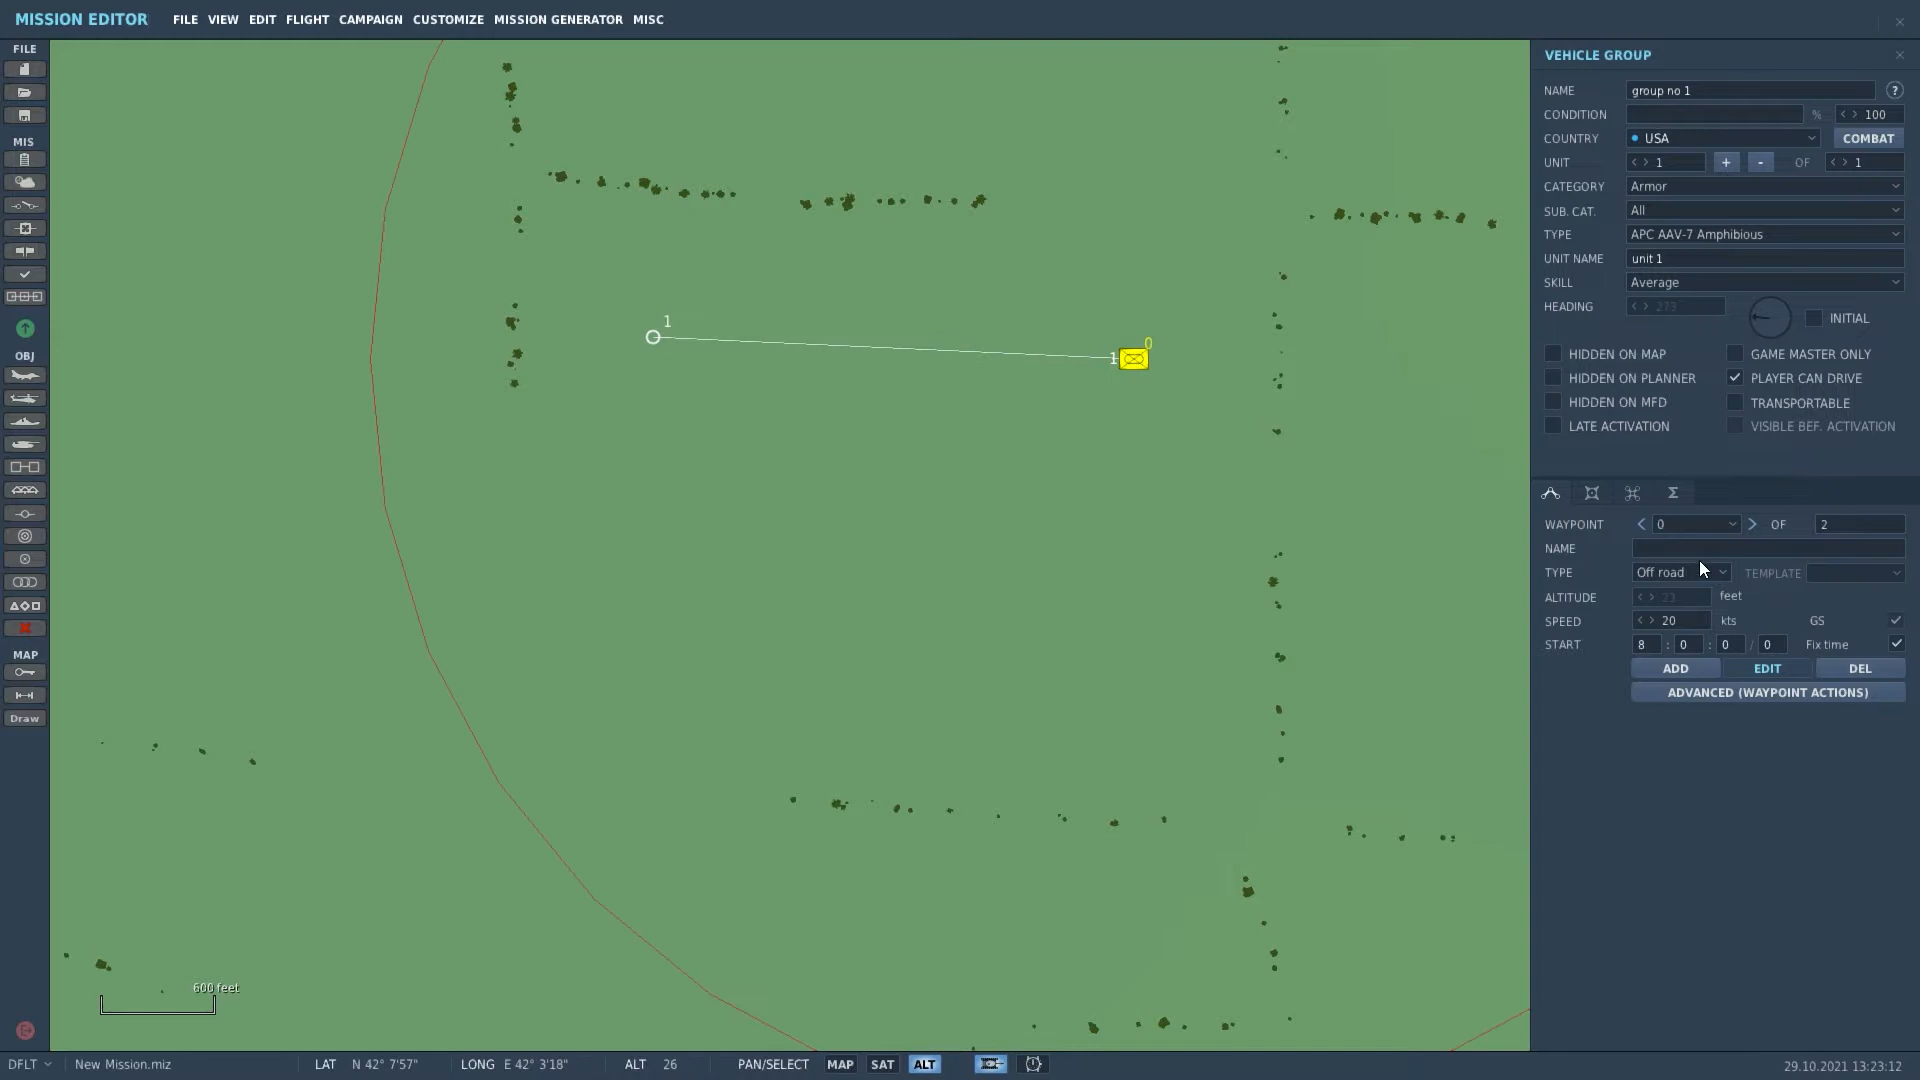 MISSION EDITOR FILE VIEW EDIT FLIGHT CAMPAIGN CUSTOMIZE MISSION GENERATOR MISC
FILE
MIS
OBJ
MAP
Draw
1
1
0
600 feet
VEHICLE GROUP
NAME group no 1 ?
CONDITION % 100
COUNTRY USA COMBAT
UNIT 1 + - OF 1
CATEGORY Armor
SUB. CAT. All
TYPE APC AAV-7 Amphibious
UNIT NAME unit 1
SKILL Average
HEADING 273 INITIAL
HIDDEN ON MAP GAME MASTER ONLY
HIDDEN ON PLANNER PLAYER CAN DRIVE
HIDDEN ON MFD TRANSPORTABLE
LATE ACTIVATION VISIBLE BEF. ACTIVATION
WAYPOINT 0 OF 2
NAME
TYPE Off road TEMPLATE
ALTITUDE 23 feet
SPEED 20 kts GS
START 8 : 0 : 0 / 0 Fix time
ADD EDIT DEL
ADVANCED (WAYPOINT ACTIONS)
DFLT New Mission.miz LAT N 42° 7'57" LONG E 42° 3'18" ALT 26 PAN/SELECT MAP SAT ALT 29.10.2021 13:23:12